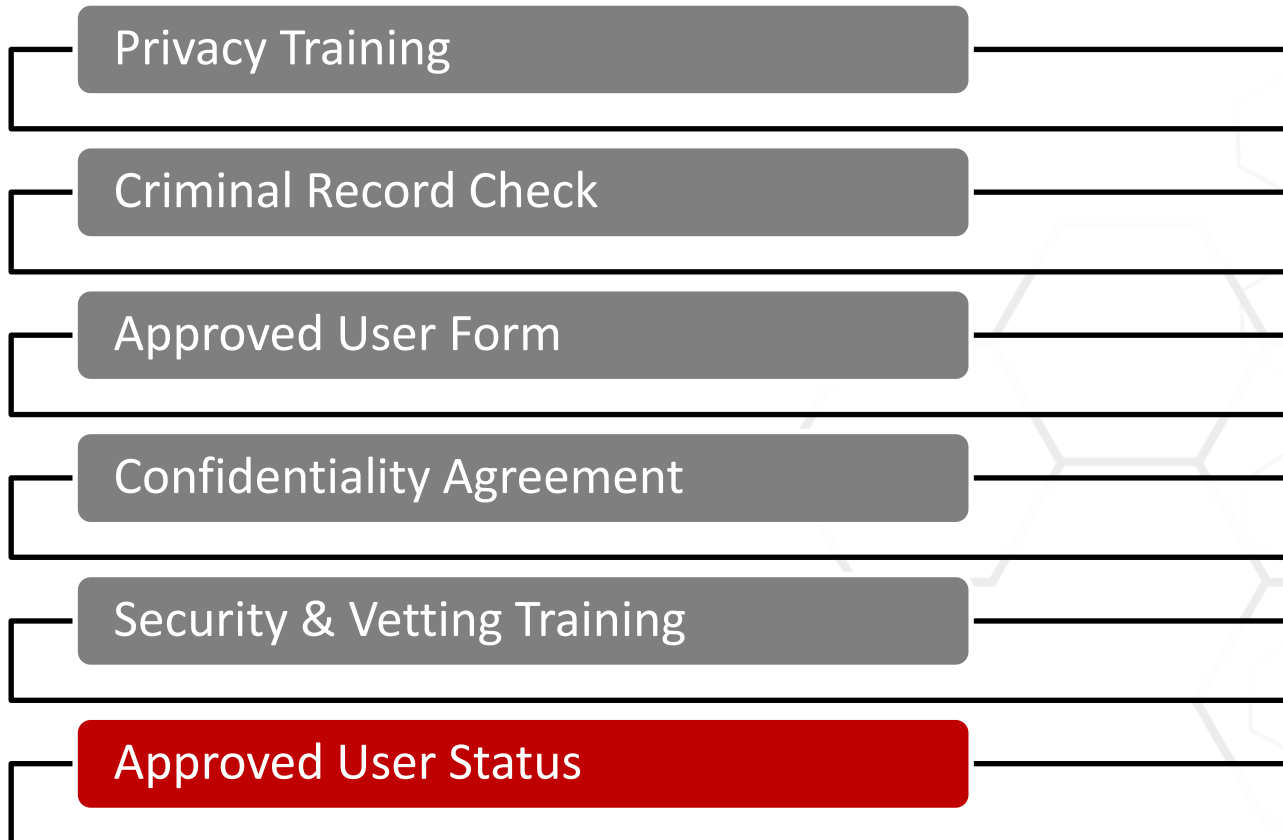 Privacy Training
Criminal Record Check
Approved User Form
Confidentiality Agreement
Security & Vetting Training
Approved User Status